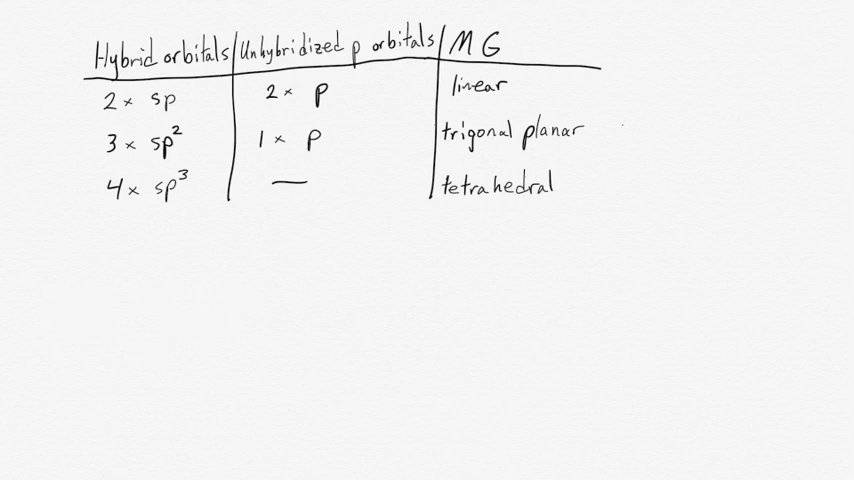 Hybrid orbitals Unhybridized p orbitals MG
2 × sp 2 × p linear
3 × sp² 1 × p trigonal planar
4 × sp³ — tetrahedral